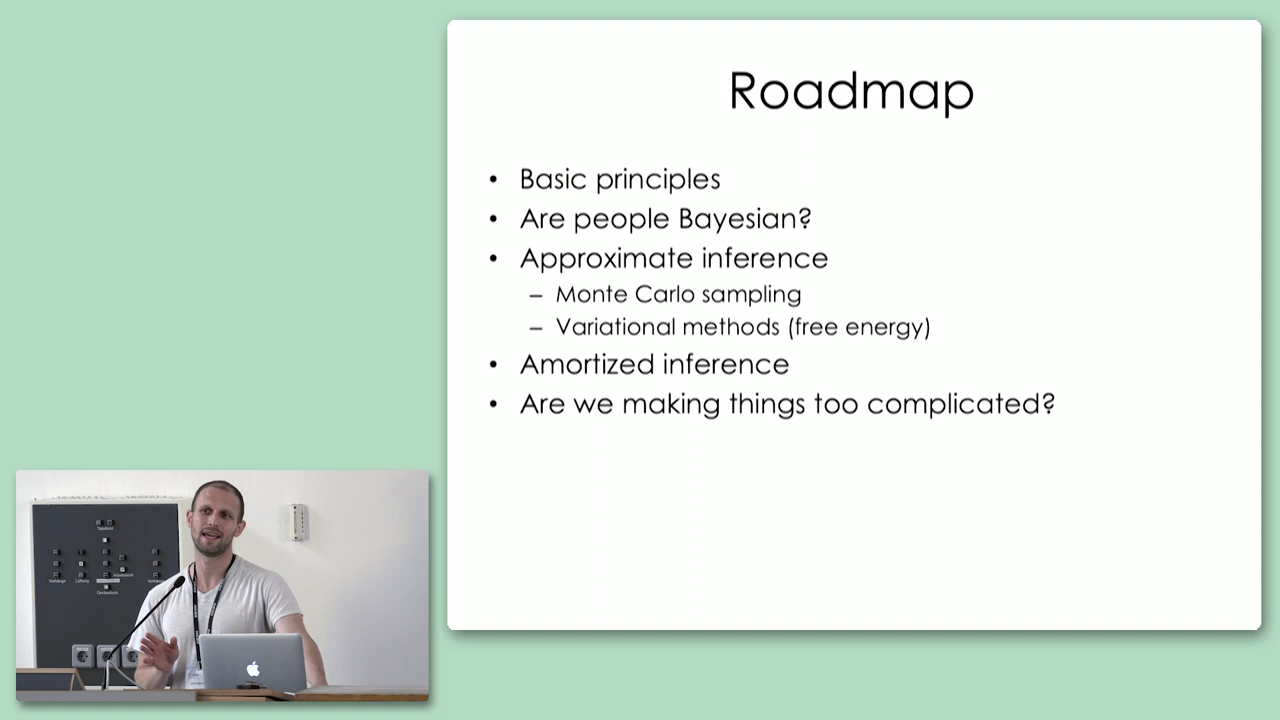 Roadmap
• Basic principles
• Are people Bayesian?
• Approximate inference
– Monte Carlo sampling
– Variational methods (free energy)
• Amortized inference
• Are we making things too complicated?